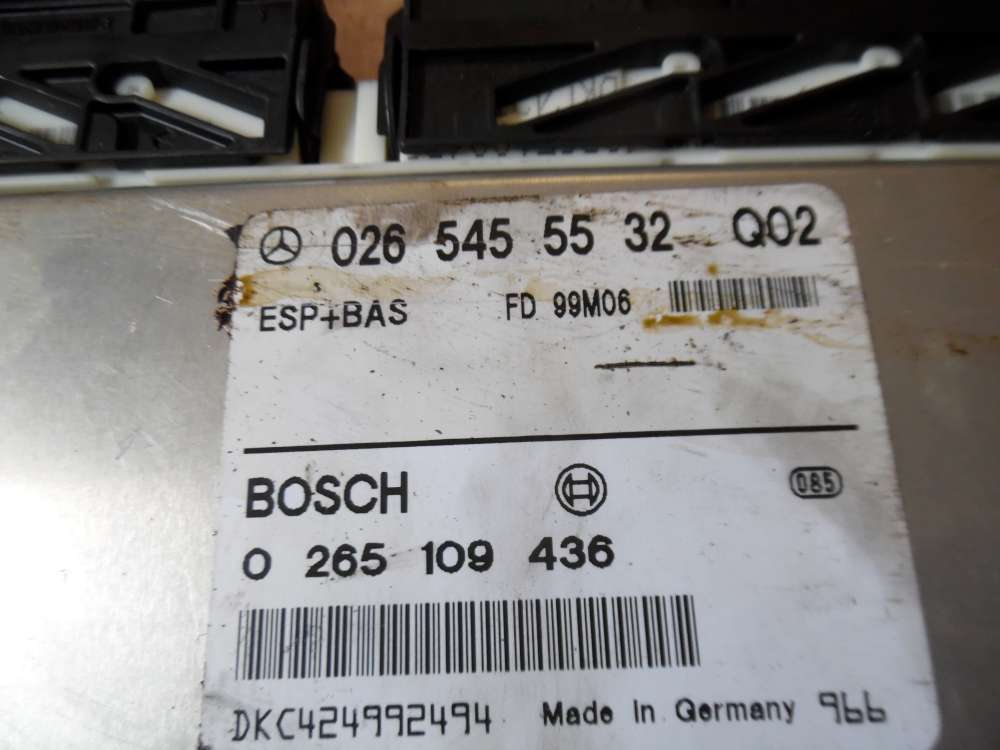 026 545 55 32 Q02
ESP+BAS FD 99M06
BOSCH 085
0 265 109 436
DKC424992494 Made In Germany 966